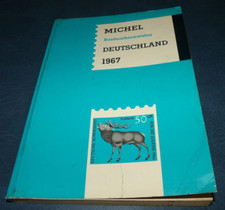 MICHEL
Briefmarkenkatalog
DEUTSCHLAND
1967
50